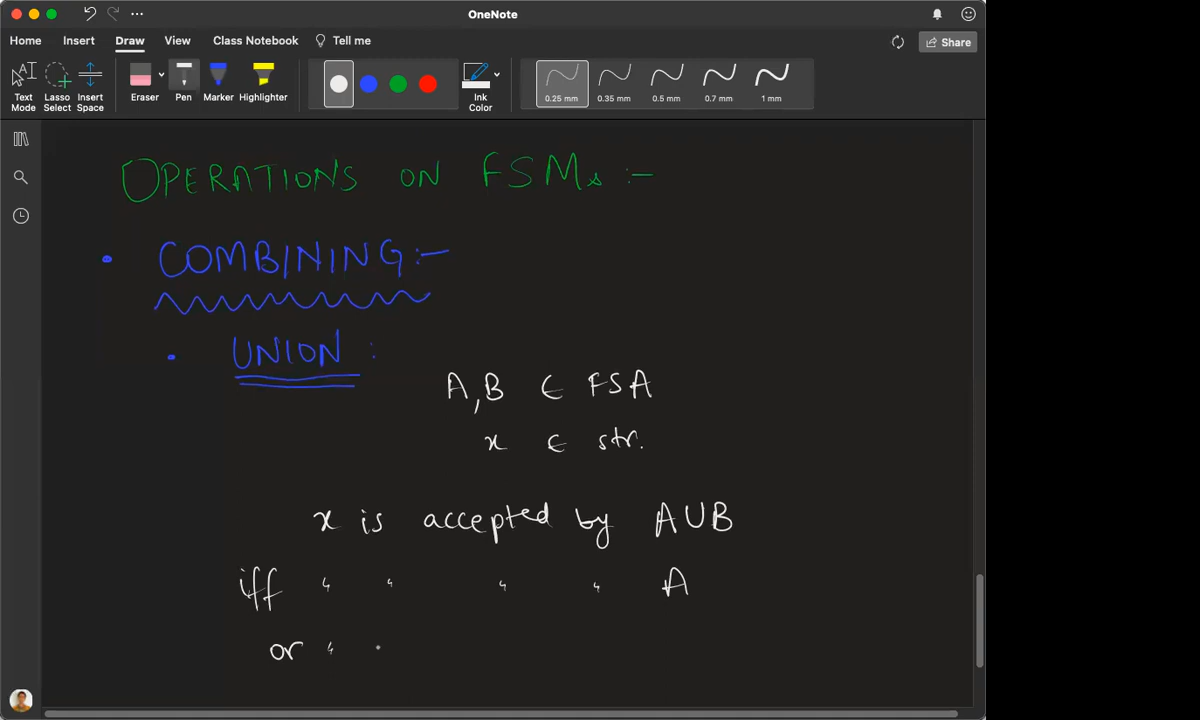 OneNote
Home Insert Draw View Class Notebook Tell me Share
Text Mode Lasso Select Insert Space Eraser Pen Marker Highlighter Ink Color 0.25 mm 0.35 mm 0.5 mm 0.7 mm 1 mm
OPERATIONS ON FSMs :-
• COMBINING :-
• UNION :
A, B ∈ FSA
x ∈ str.
x is accepted by A∪B
iff " " " " A
or "